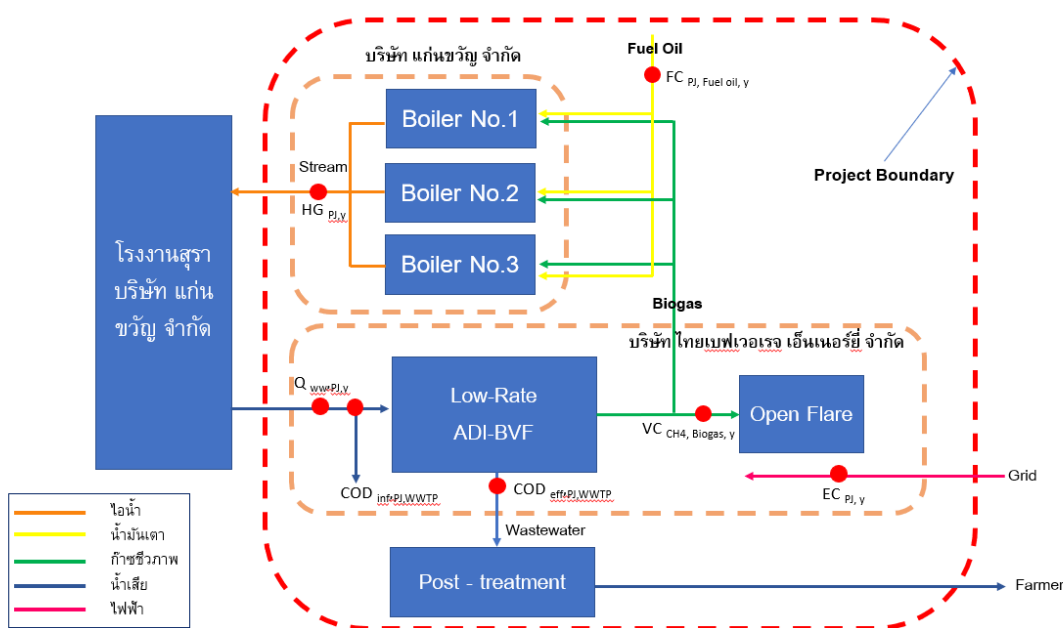 Fuel Oil
บริษัท แก่นขวัญ จำกัด
FC PJ, Fuel oil, y
Boiler No.1
Stream
Boiler No.2
Project Boundary
HG PJ,y
Boiler No.3
โรงงานสุรา
บริษัท แก่น
ขวัญ จำกัด
Biogas
บริษัท ไทยเบฟเวอเรจ เอ็นเนอร์ยี่ จำกัด
Q ww,PJ,y
Low-Rate
ADI-BVF
Open Flare
VC CH4, Biogas, y
COD inf,PJ,WWTP
COD eff,PJ,WWTP
EC PJ, y
Grid
Wastewater
Post - treatment
Farmer
ไอน้ำ
น้ำมันเตา
ก๊าซชีวภาพ
น้ำเสีย
ไฟฟ้า